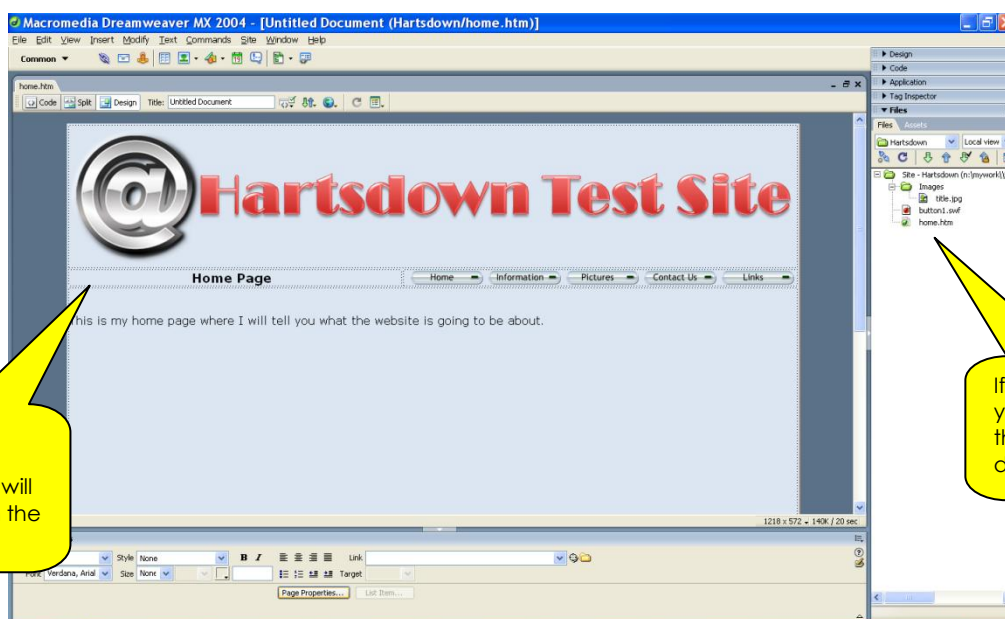 Macromedia Dreamweaver MX 2004 - [Untitled Document (Hartsdown/home.htm)]
File Edit View Insert Modify Text Commands Site Window Help
Common
home.htm
Code Split Design Title: Untitled Document
Hartsdown Test Site
Home Page
Home Information Pictures Contact Us Links
This is my home page where I will tell you what the website is going to be about.
will
the
1218 x 572 140K / 20 sec
Style None B I Link
Font Verdana, Arial Size None Target
Page Properties... List Item...
Design
Code
Application
Tag Inspector
Files
Files Assets
Hartsdown Local view
Site - Hartsdown (n:\mywork\
Images
title.jpg
button1.swf
home.htm
If